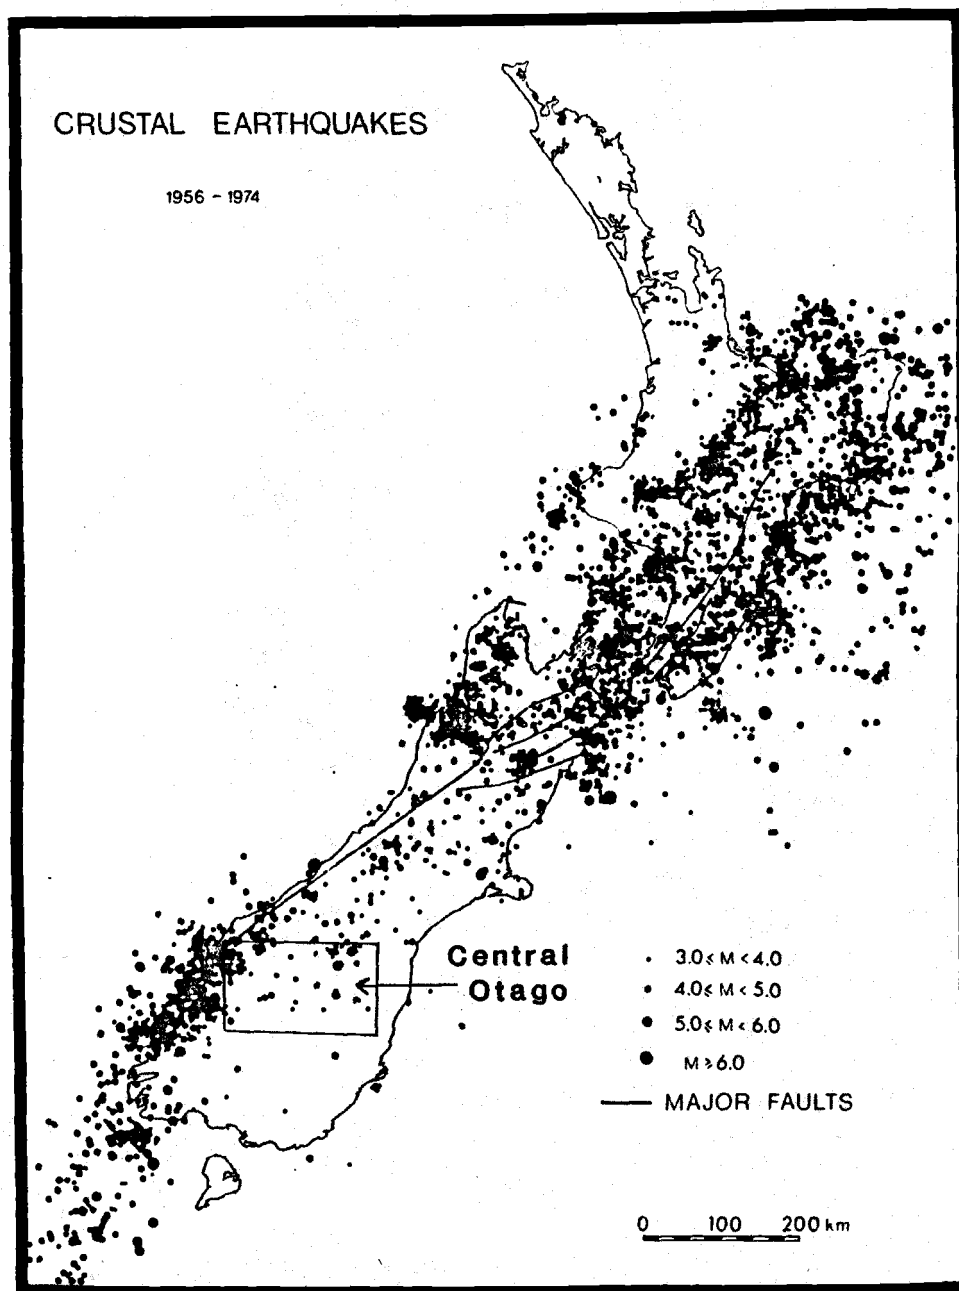 CRUSTAL EARTHQUAKES
1956 - 1974
Central
Otago
3.0 ≤ M < 4.0
4.0 ≤ M < 5.0
5.0 ≤ M < 6.0
M ≥ 6.0
MAJOR FAULTS
0 100 200 km